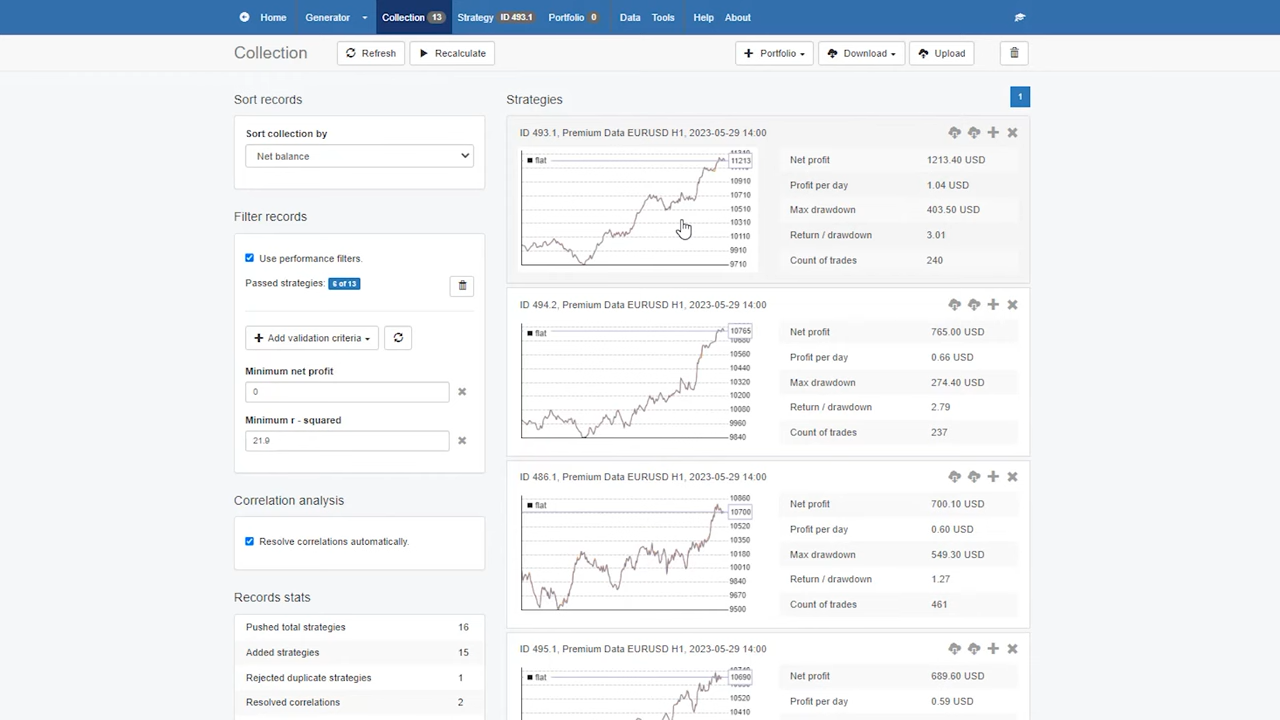 Home Generator Collection 13 Strategy ID 493.1 Portfolio 0 Data Tools Help About
Collection Refresh Recalculate Portfolio Download Upload
Sort records
Sort collection by
Net balance
Filter records
Use performance filters.
Passed strategies: 6 of 13
Add validation criteria
Minimum net profit
0
Minimum r - squared
21.9
Correlation analysis
Resolve correlations automatically.
Records stats
Pushed total strategies 16
Added strategies 15
Rejected duplicate strategies 1
Resolved correlations 2
Strategies 1
ID 493.1, Premium Data EURUSD H1, 2023-05-29 14:00
flat
11213
10910
10710
10510
10310
10110
9910
9710
Net profit 1213.40 USD
Profit per day 1.04 USD
Max drawdown 403.50 USD
Return / drawdown 3.01
Count of trades 240
ID 494.2, Premium Data EURUSD H1, 2023-05-29 14:00
flat
10765
10680
10560
10440
10320
10200
10080
9960
9840
Net profit 765.00 USD
Profit per day 0.66 USD
Max drawdown 274.40 USD
Return / drawdown 2.79
Count of trades 237
ID 486.1, Premium Data EURUSD H1, 2023-05-29 14:00
flat
10860
10700
10520
10350
10180
10010
9840
9670
9500
Net profit 700.10 USD
Profit per day 0.60 USD
Max drawdown 549.30 USD
Return / drawdown 1.27
Count of trades 461
ID 495.1, Premium Data EURUSD H1, 2023-05-29 14:00
flat
10690
10520
10410
Net profit 689.60 USD
Profit per day 0.59 USD